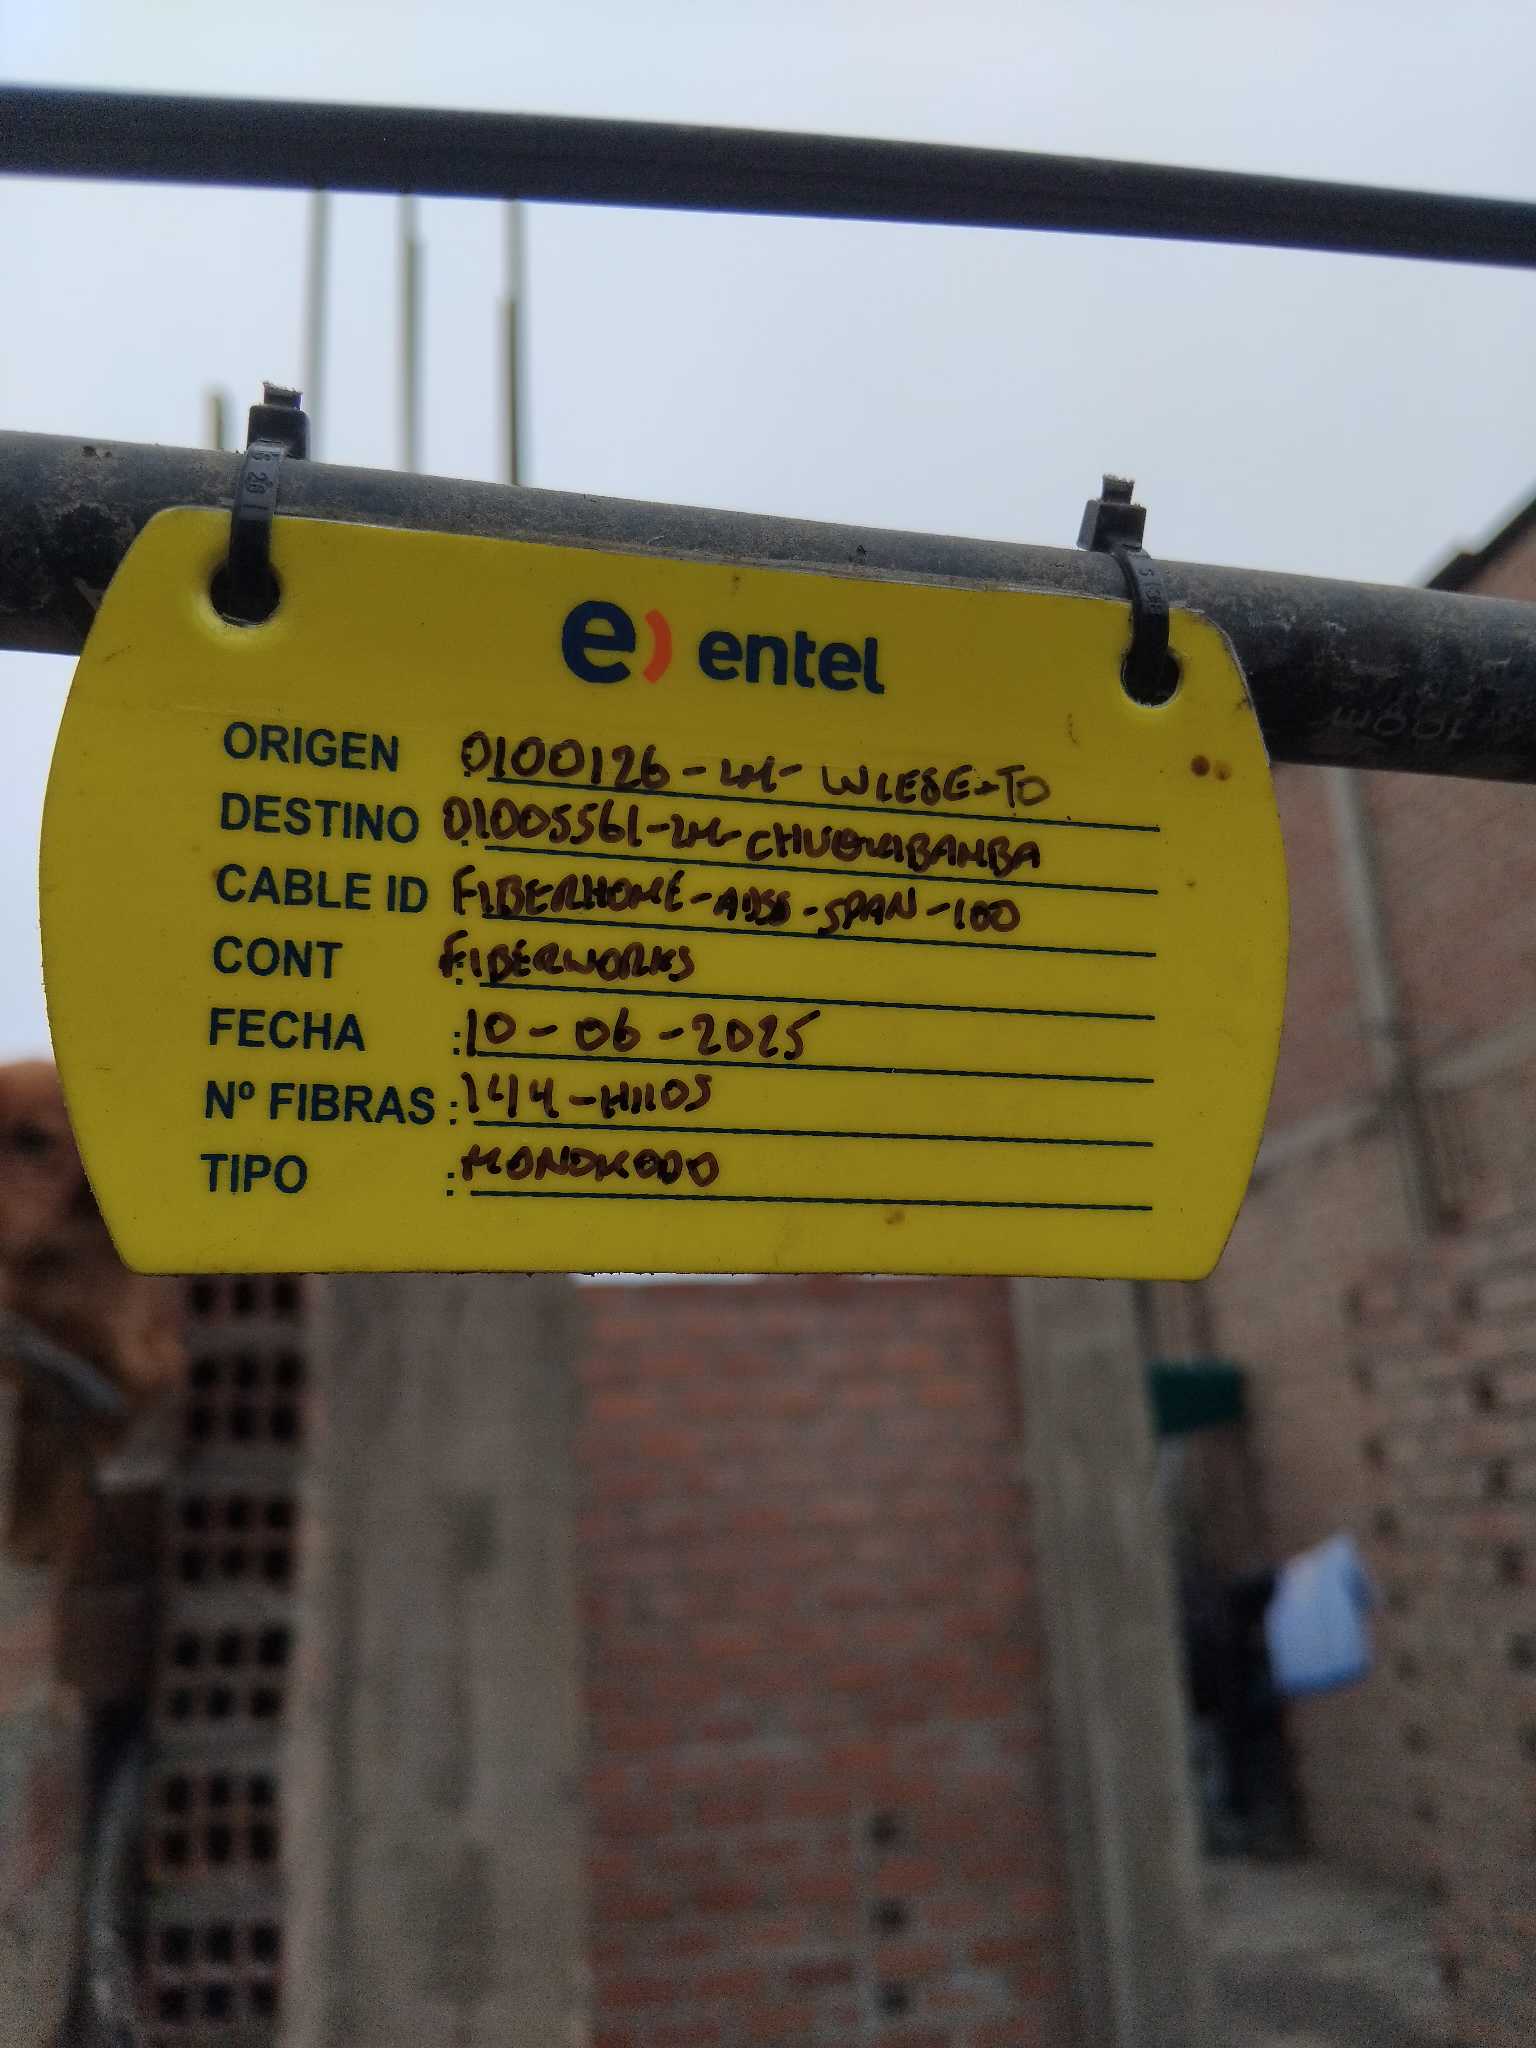 e) entel
ORIGEN 0100126-LM-WIESE-TO
DESTINO 01005561-LM-
CABLE ID FIBERHOME-ADSS-SPAN-100
CONT : FIBERWORKS
FECHA : 10-06-2025
Nº FIBRAS : 144-HILOS
TIPO : MONOMODO
100m